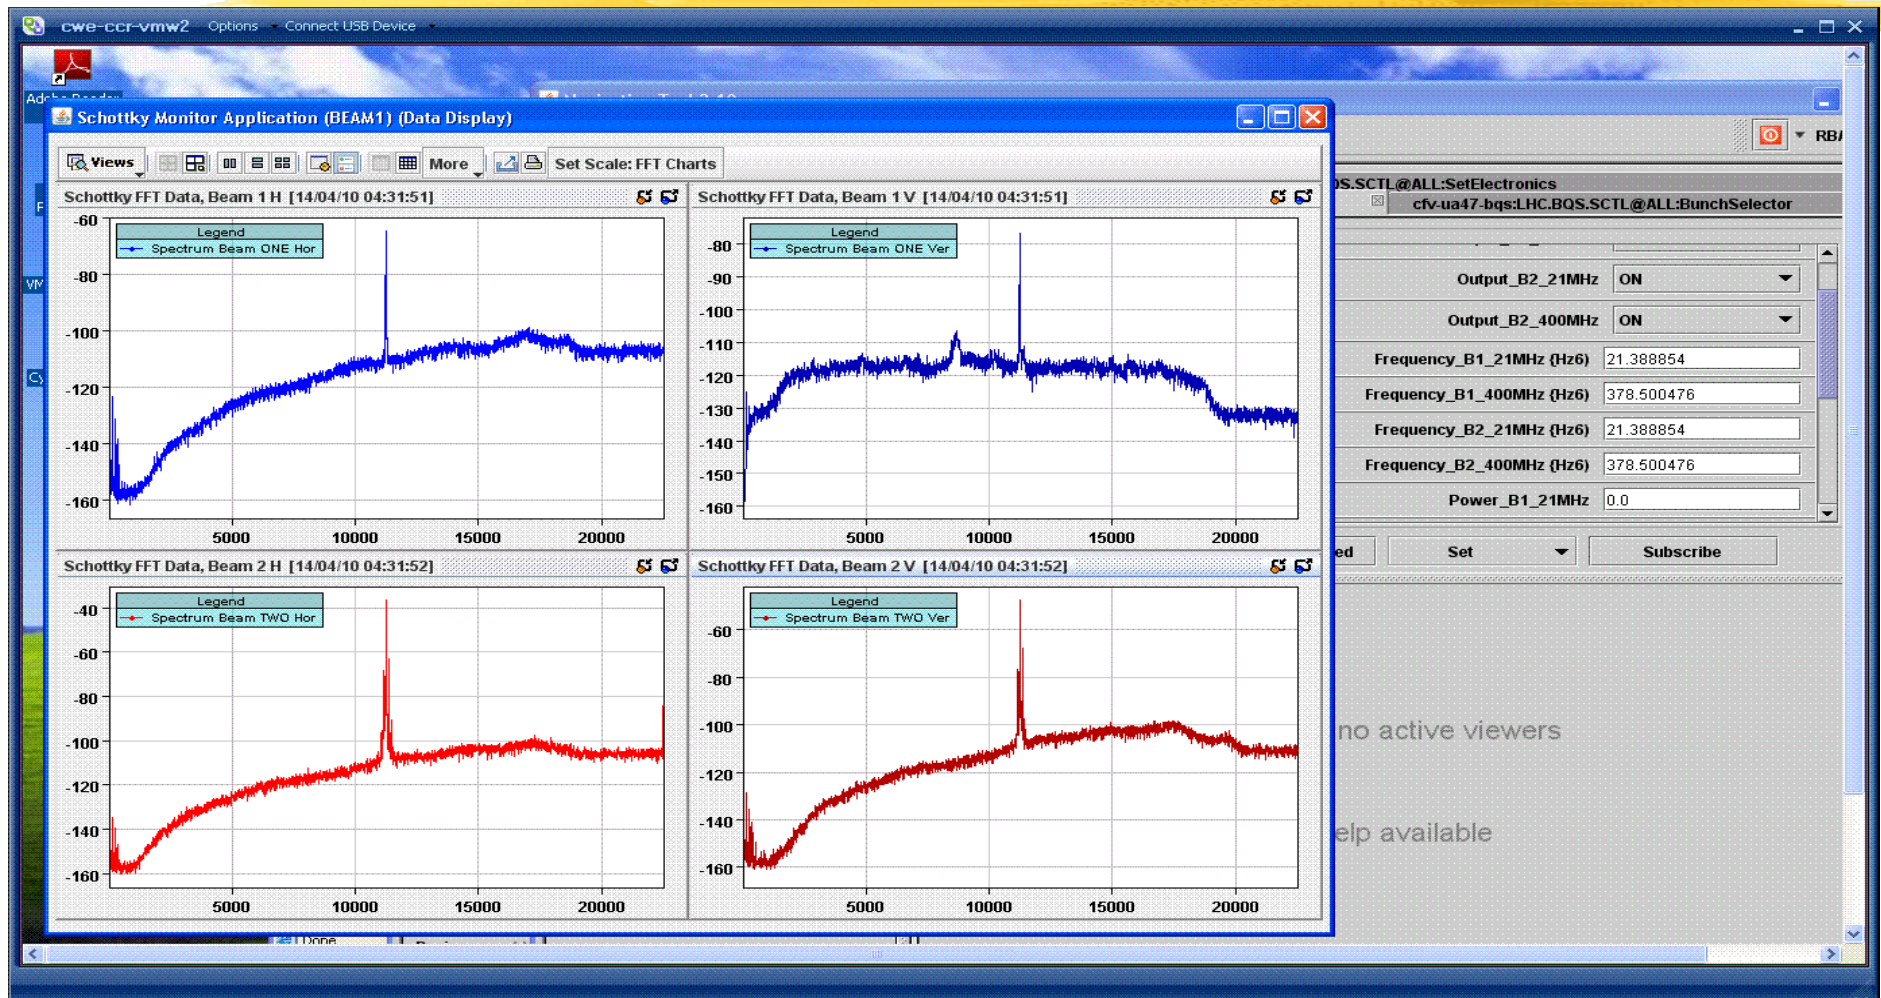 cwe-ccr-vmw2 Options Connect USB Device
Schottky Monitor Application (BEAM1) (Data Display)
RBA
Views More Set Scale: FFT Charts
Schottky FFT Data, Beam 1 H [14/04/10 04:31:51]
Legend
Spectrum Beam ONE Hor
-60
-80
-100
-120
-140
-160
5000 10000 15000 20000
Schottky FFT Data, Beam 1 V [14/04/10 04:31:51]
Legend
Spectrum Beam ONE Ver
-80
-90
-100
-110
-120
-130
-140
-150
-160
5000 10000 15000 20000
Schottky FFT Data, Beam 2 H [14/04/10 04:31:52]
Legend
Spectrum Beam TWO Hor
-40
-60
-80
-100
-120
-140
-160
5000 10000 15000 20000
Schottky FFT Data, Beam 2 V [14/04/10 04:31:52]
Legend
Spectrum Beam TWO Ver
-60
-80
-100
-120
-140
-160
5000 10000 15000 20000
QS.SCTL@ALL:SetElectronics
cfv-ua47-bqs:LHC.BQS.SCTL@ALL:BunchSelector
Output_B2_21MHz ON
Output_B2_400MHz ON
Frequency_B1_21MHz {Hz6} 21.388854
Frequency_B1_400MHz {Hz6} 378.500476
Frequency_B2_21MHz {Hz6} 21.388854
Frequency_B2_400MHz {Hz6} 378.500476
Power_B1_21MHz 0.0
ed Set Subscribe
no active viewers
elp available
Done